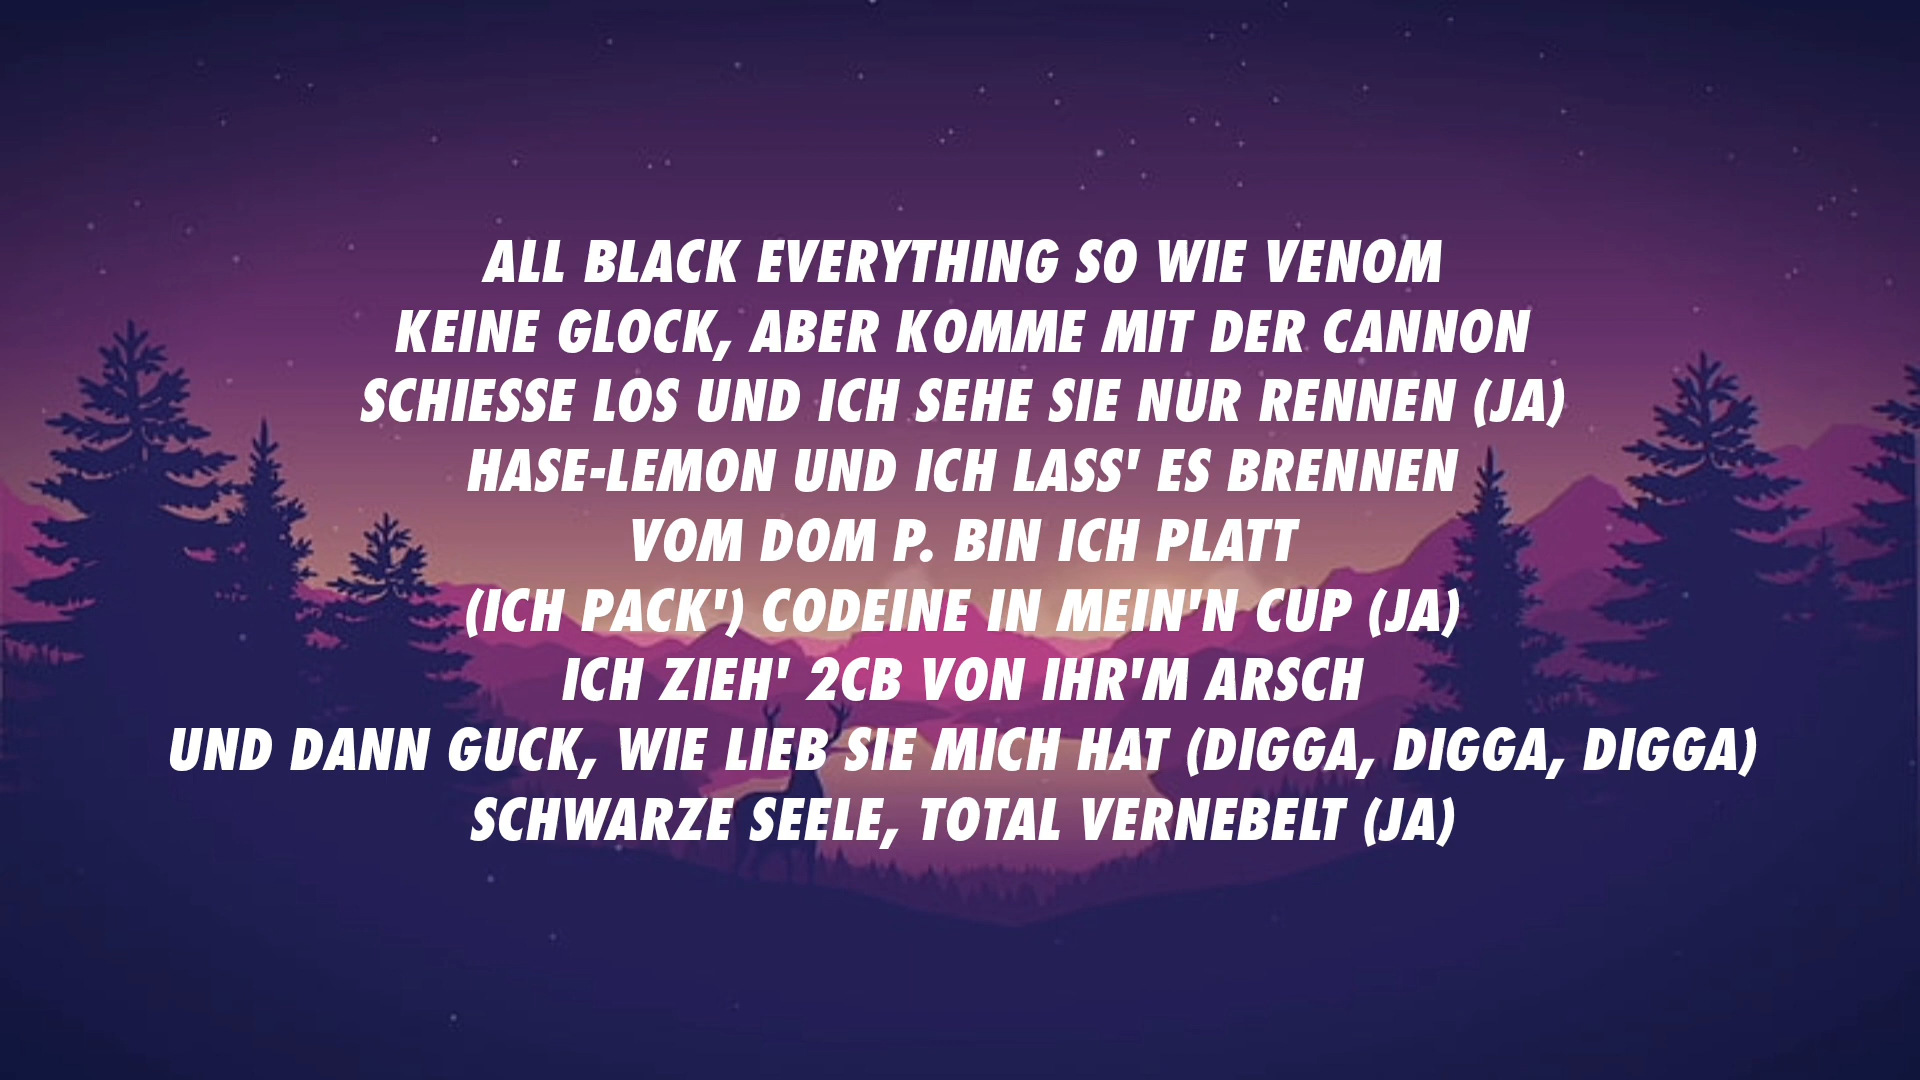 ALL BLACK EVERYTHING SO WIE VENOM
KEINE GLOCK, ABER KOMME MIT DER CANNON
SCHIESSE LOS UND ICH SEHE SIE NUR RENNEN (JA)
HASE-LEMON UND ICH LASS' ES BRENNEN
VOM DOM P. BIN ICH PLATT
(ICH PACK') CODEINE IN MEIN'N CUP (JA)
ICH ZIEH' 2CB VON IHR'M ARSCH
UND DANN GUCK, WIE LIEB SIE MICH HAT (DIGGA, DIGGA, DIGGA)
SCHWARZE SEELE, TOTAL VERNEBELT (JA)